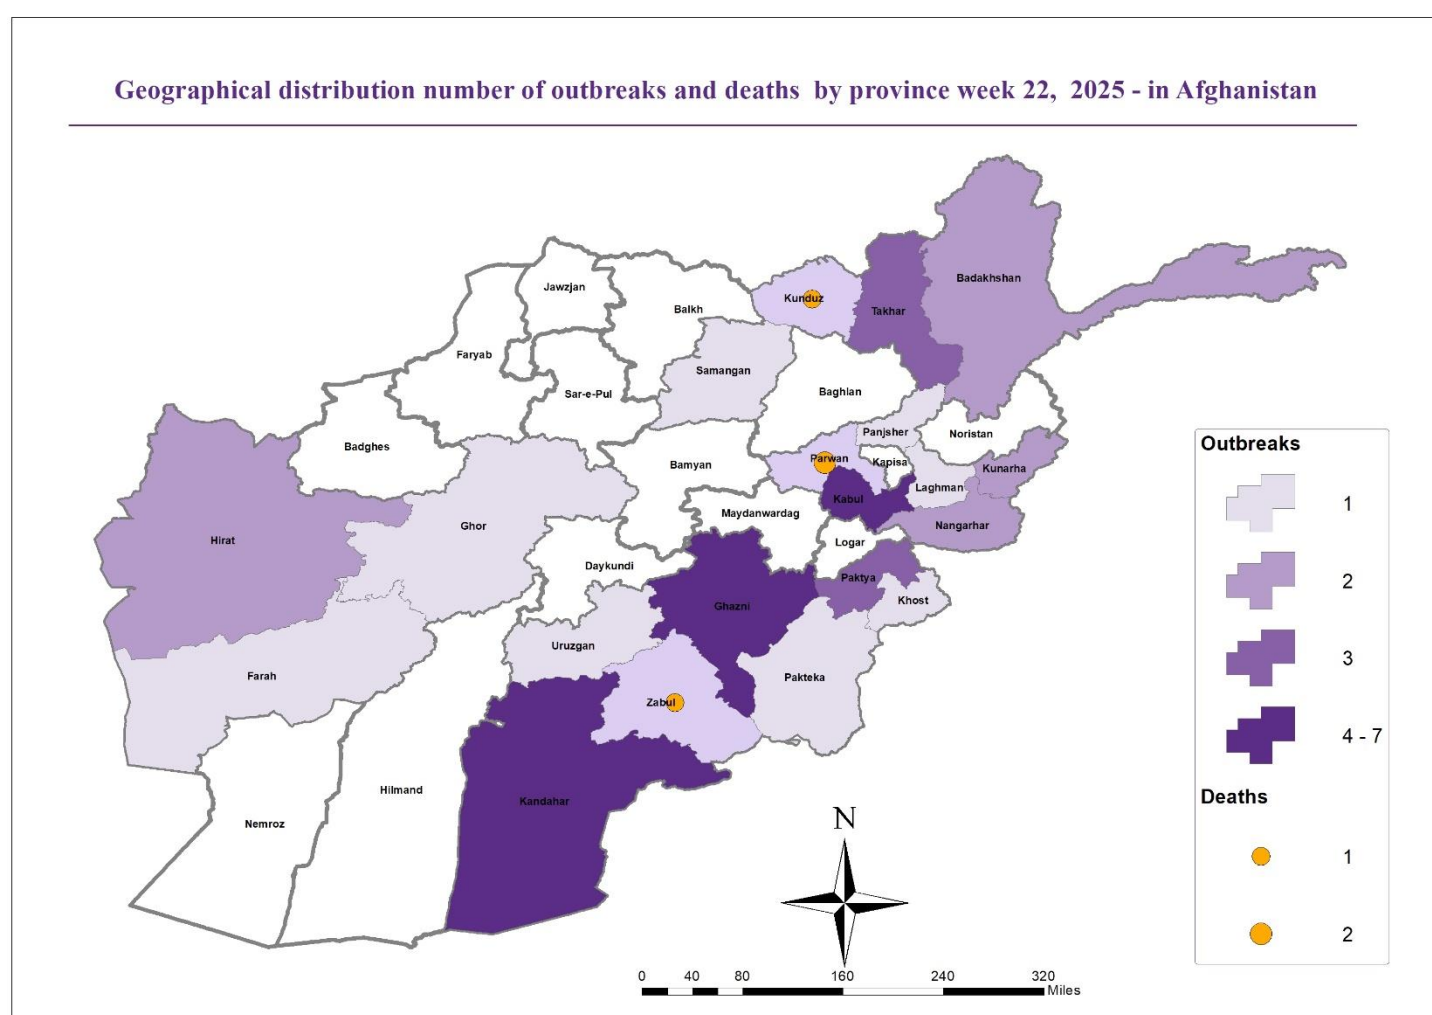 Geographical distribution number of outbreaks and deaths by province week 22, 2025 - in Afghanistan
Badakhshan
Jawzjan
Kunduz
Balkh
Takhar
Faryab
Samangan
Sar-e-Pul
Baghlan
Panjsher
Noristan
Badghes
Parwan
Kapisa
Bamyan
Kunarha
Laghman
Kabul
Maydanwardag
Ghor
Nangarhar
Hirat
Logar
Daykundi
Paktya
Khost
Ghazni
Uruzgan
Farah
Pakteka
Zabul
Hilmand
Kandahar
Nemroz
Outbreaks
1
2
3
4 - 7
Deaths
1
2
N
0 40 80 160 240 320
Miles